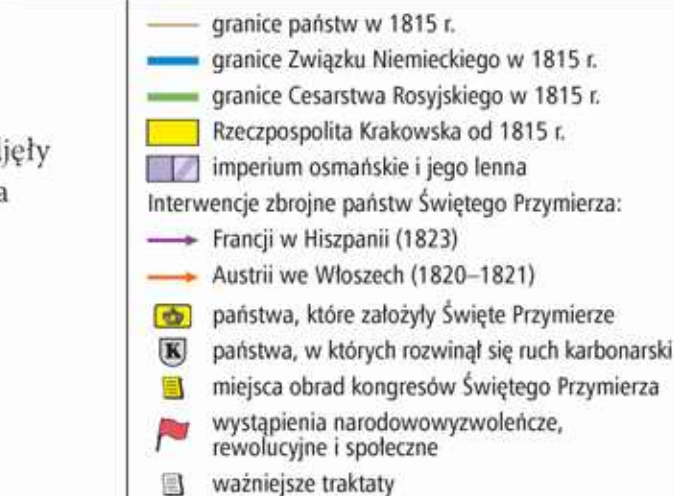 granice państw w 1815 r.
granice Związku Niemieckiego w 1815 r.
granice Cesarstwa Rosyjskiego w 1815 r.
Rzeczpospolita Krakowska od 1815 r.
imperium osmańskie i jego lenna
Interwencje zbrojne państw Świętego Przymierza:
Francji w Hiszpanii (1823)
Austrii we Włoszech (1820–1821)
państwa, które założyły Święte Przymierze
K państwa, w których rozwinął się ruch karbonarski
miejsca obrad kongresów Świętego Przymierza
wystąpienia narodowowyzwoleńcze,
rewolucyjne i społeczne
ważniejsze traktaty